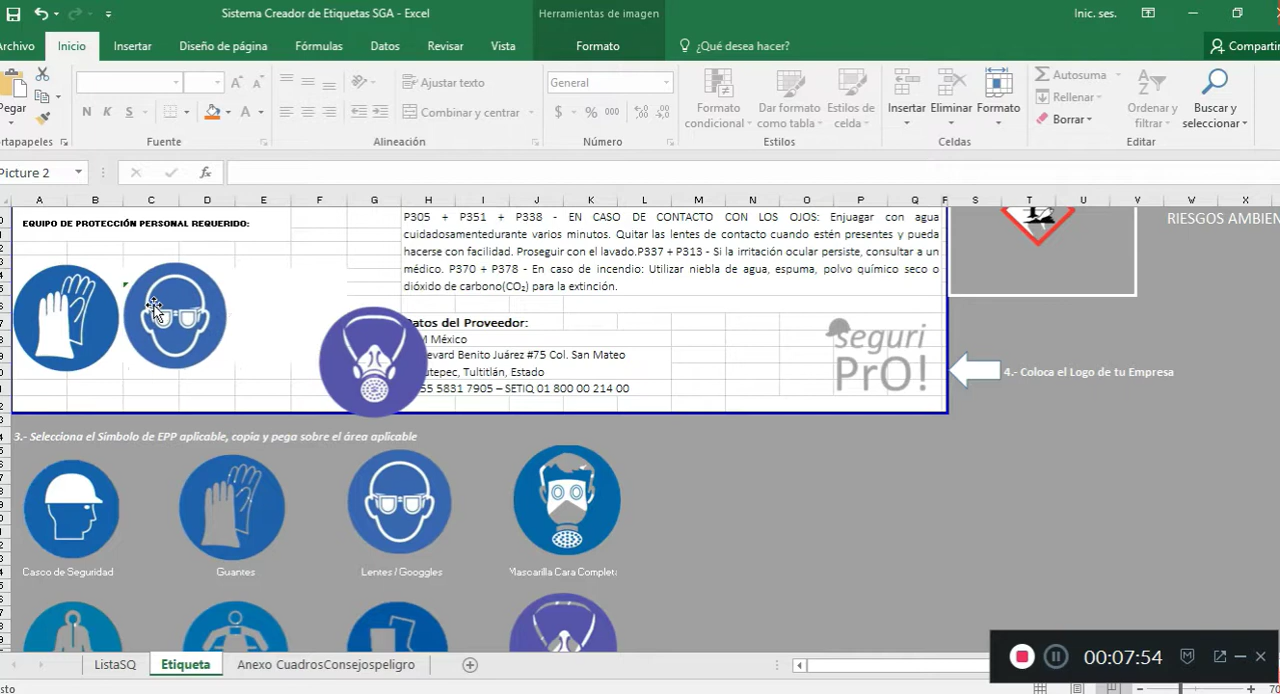 Sistema Creador de Etiquetas SGA - Excel
Herramientas de imagen
Inic. ses.
Archivo
Inicio
Insertar
Diseño de página
Fórmulas
Datos
Revisar
Vista
Formato
¿Qué desea hacer?
Compartir
Pegar
N K S
Ajustar texto
Combinar y centrar
General
$ % 000
Formato condicional
Dar formato como tabla
Estilos de celda
Insertar
Eliminar
Formato
Autosuma
Rellenar
Borrar
Ordenar y filtrar
Buscar y seleccionar
rtapapeles
Fuente
Alineación
Número
Estilos
Celdas
Editar
Picture 2
fx
A B C D E F G H I J K L M N O P Q F S T U V W X
EQUIPO DE PROTECCIÓN PERSONAL REQUERIDO:
P305 + P351 + P338 - EN CASO DE CONTACTO CON LOS OJOS: Enjuagar con agua
cuidadosamentedurante varios minutos. Quitar las lentes de contacto cuando estén presentes y pueda
hacerse con facilidad. Proseguir con el lavado.P337 + P313 - Si la irritación ocular persiste, consultar a un
médico. P370 + P378 - En caso de incendio: Utilizar niebla de agua, espuma, polvo químico seco o
dióxido de carbono(CO₂) para la extinción.
RIESGOS AMBIEN
Datos del Proveedor:
M México
levard Benito Juárez #75 Col. San Mateo
utepec, Tultitlán, Estado
55 5831 7905 – SETIQ 01 800 00 214 00
seguri
PrO!
4.- Coloca el Logo de tu Empresa
3.- Selecciona el Símbolo de EPP aplicable, copia y pega sobre el área aplicable
Casco de Seguridad
Guantes
Lentes / Googgles
Mascarilla Cara Completa
ListaSQ
Etiqueta
Anexo CuadrosConsejospeligro
00:07:54
sto
70